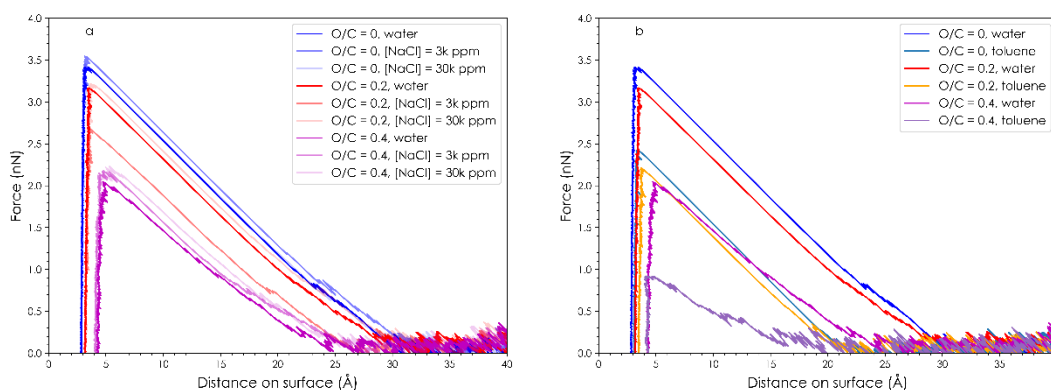 a
4.0
3.5
3.0
2.5
2.0
1.5
1.0
0.5
0.0
Force (nN)
O/C = 0, water
O/C = 0, [NaCl] = 3k ppm
O/C = 0, [NaCl] = 30k ppm
O/C = 0.2, water
O/C = 0.2, [NaCl] = 3k ppm
O/C = 0.2, [NaCl] = 30k ppm
O/C = 0.4, water
O/C = 0.4, [NaCl] = 3k ppm
O/C = 0.4, [NaCl] = 30k ppm
0 5 10 15 20 25 30 35 40
Distance on surface (Å)
b
4.0
3.5
3.0
2.5
2.0
1.5
1.0
0.5
0.0
Force (nN)
O/C = 0, water
O/C = 0, toluene
O/C = 0.2, water
O/C = 0.2, toluene
O/C = 0.4, water
O/C = 0.4, toluene
0 5 10 15 20 25 30 35 40
Distance on surface (Å)